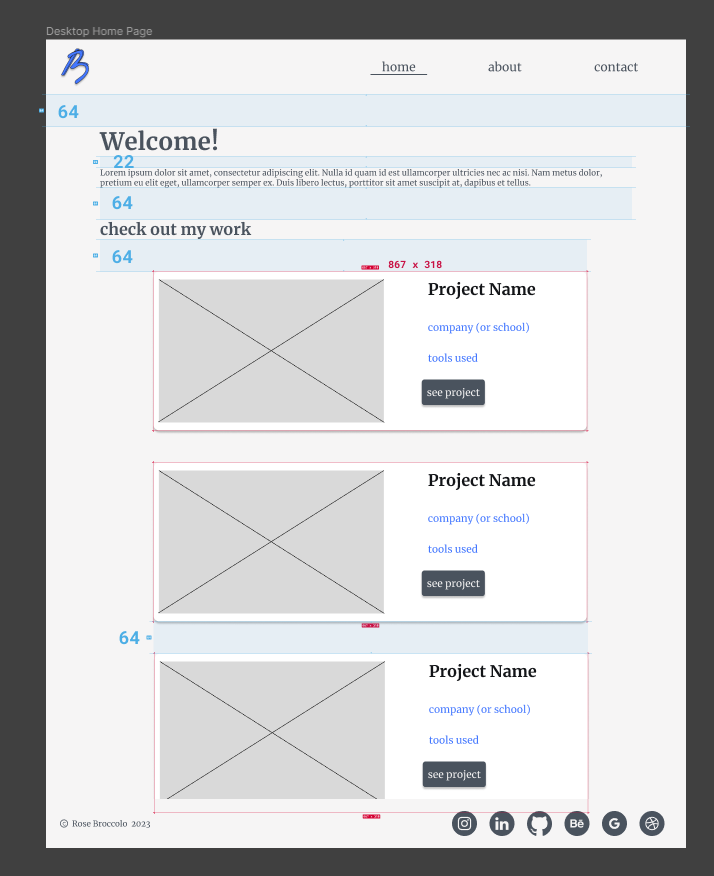 Desktop Home Page
B
home about contact
64
Welcome!
22
Lorem ipsum dolor sit amet, consectetur adipiscing elit. Nulla id quam id est ullamcorper ultricies nec ac nisi. Nam metus dolor,
pretium eu elit eget, ullamcorper semper ex. Duis libero lectus, porttitor sit amet suscipit at, dapibus et tellus.
64
check out my work
64
867 x 318
Project Name
company (or school)
tools used
see project
Project Name
company (or school)
tools used
see project
64
Project Name
company (or school)
tools used
see project
© Rose Broccolo 2023
in
Bē
G